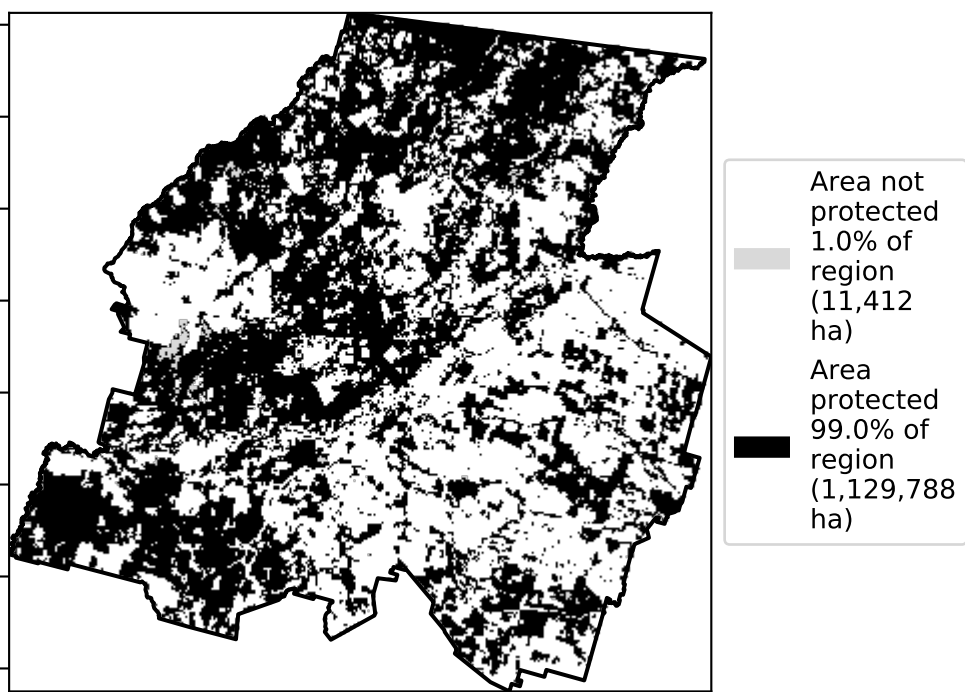 Area not
protected
1.0% of
region
(11,412
ha)
Area
protected
99.0% of
region
(1,129,788
ha)